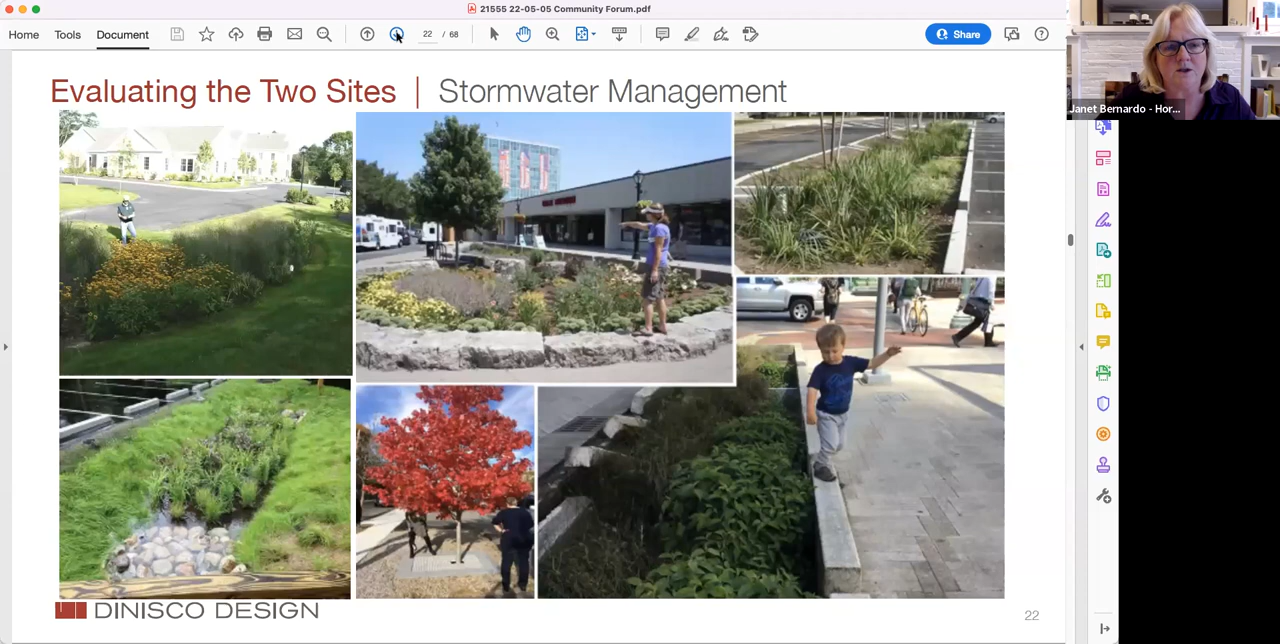 21555 22-05-05 Community Forum.pdf
Home Tools Document 22 / 68 Share
Evaluating the Two Sites | Stormwater Management
Janet Bernardo - Hor...
DINISCO DESIGN
22